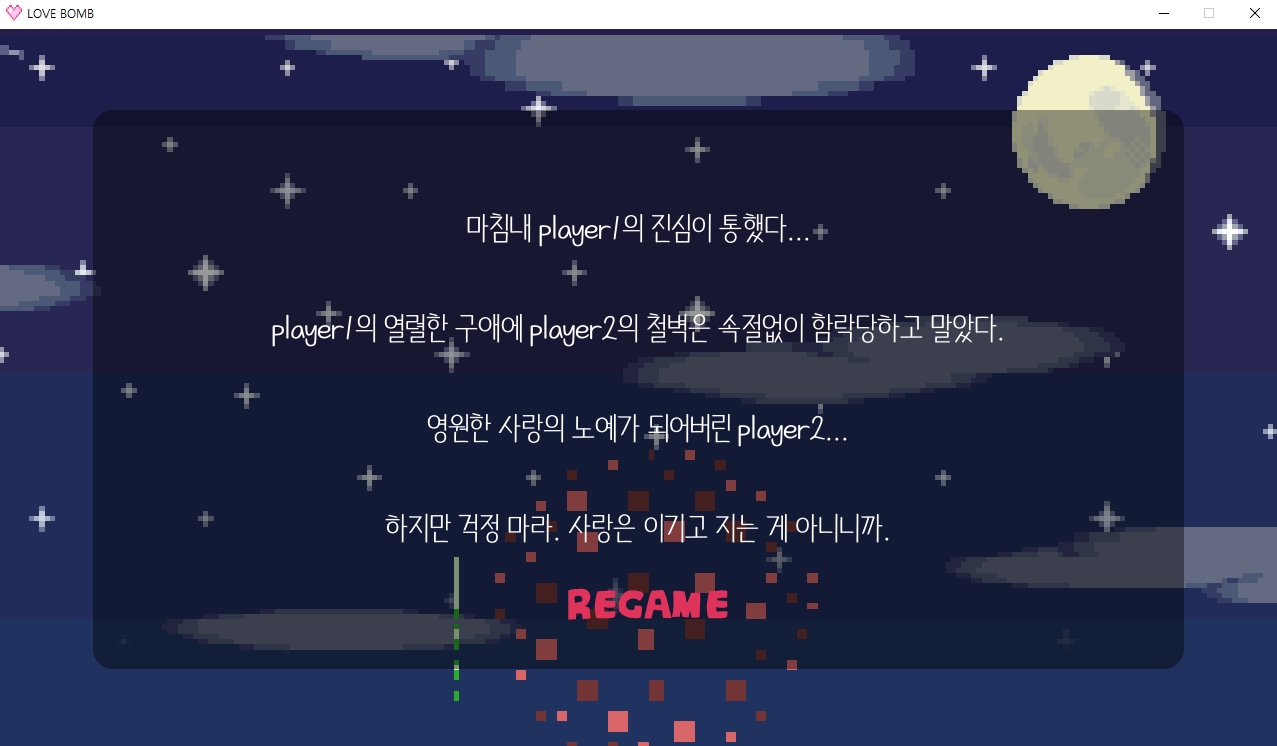 LOVE BOMB
마침내 player1의 진심이 통했다...
player1의 열렬한 구애에 player2의 철벽은 속절없이 함락당하고 말았다.
영원한 사랑의 노예가 되어버린 player2...
하지만 걱정 마라. 사랑은 이기고 지는 게 아니니까.
REGAME